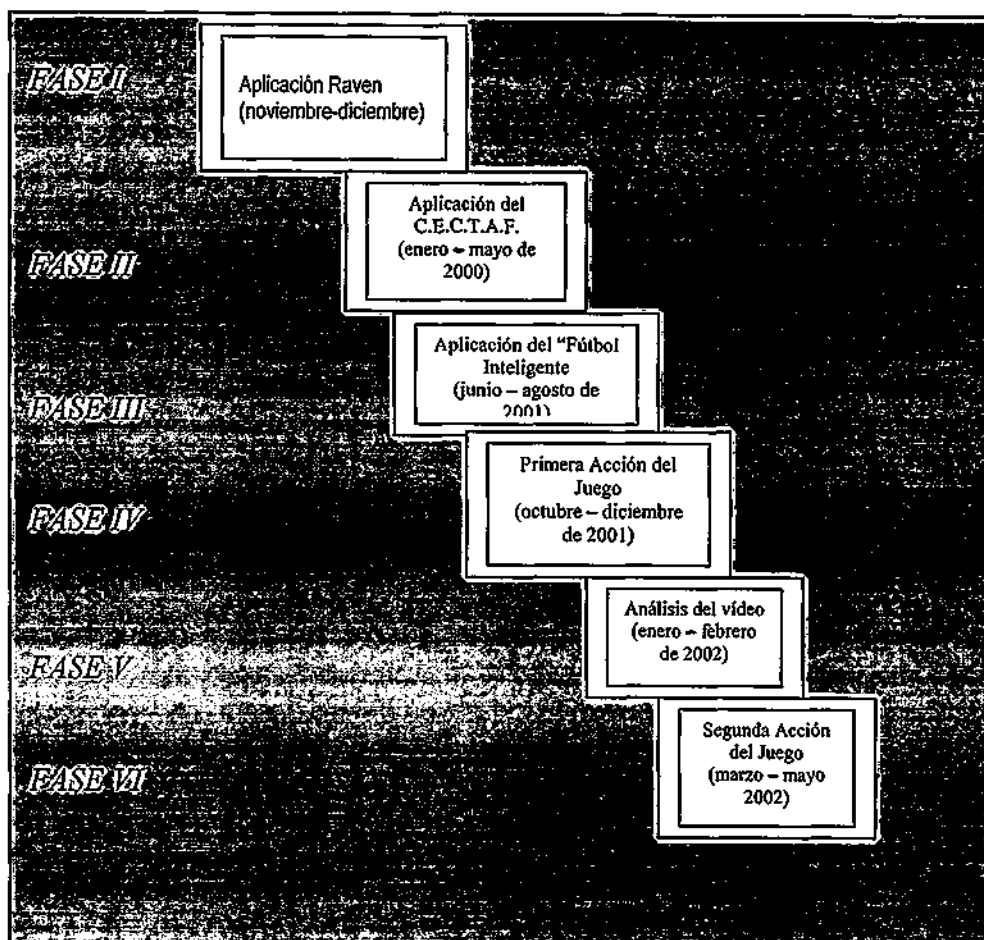 FASE I
Aplicación Raven
(noviembre-diciembre)
Aplicación del
C.E.C.T.A.F.
(enero – mayo de
2000)
FASE II
Aplicación del "Fútbol
Inteligente
(junio – agosto de
2001)
FASE III
Primera Acción del
Juego
(octubre – diciembre
de 2001)
FASE IV
Análisis del vídeo
(enero – febrero
de 2002)
FASE V
Segunda Acción
del Juego
(marzo – mayo
2002)
FASE VI